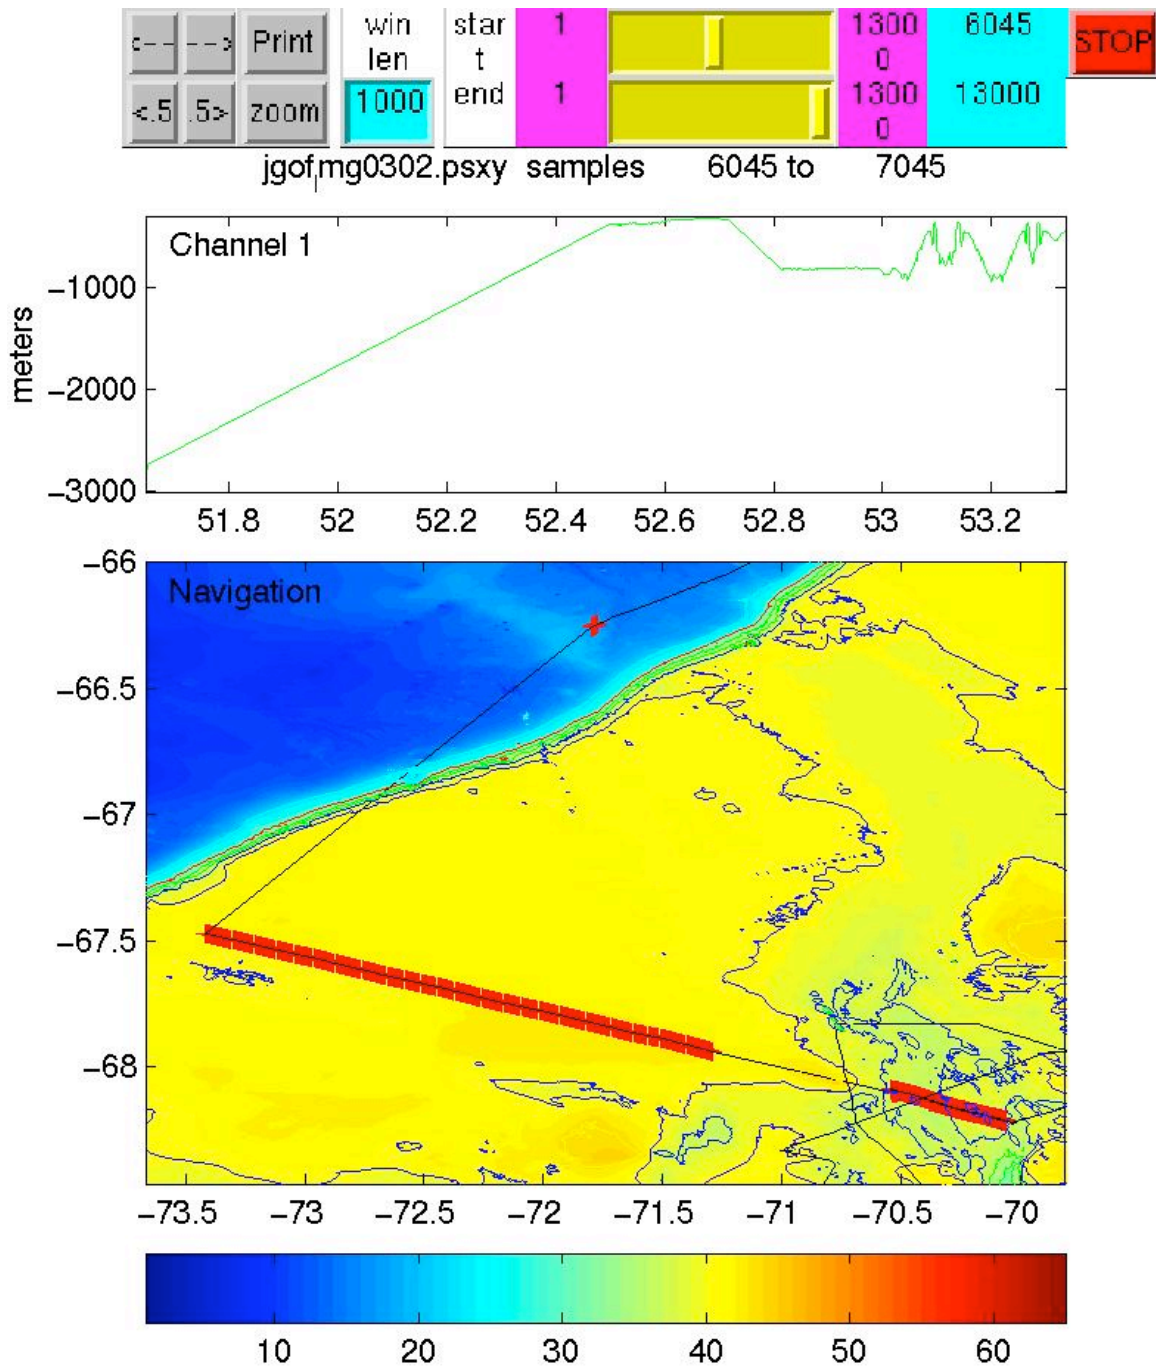 <-- --> Print
win
len
star
t
1
1300
0
6045
STOP
<.5 .5> zoom
1000
end
1
1300
0
13000
jgof mg0302.psxy samples 6045 to 7045
Channel 1
meters
-1000
-2000
-3000
51.8 52 52.2 52.4 52.6 52.8 53 53.2
Navigation
-66
-66.5
-67
-67.5
-68
-73.5 -73 -72.5 -72 -71.5 -71 -70.5 -70
10 20 30 40 50 60